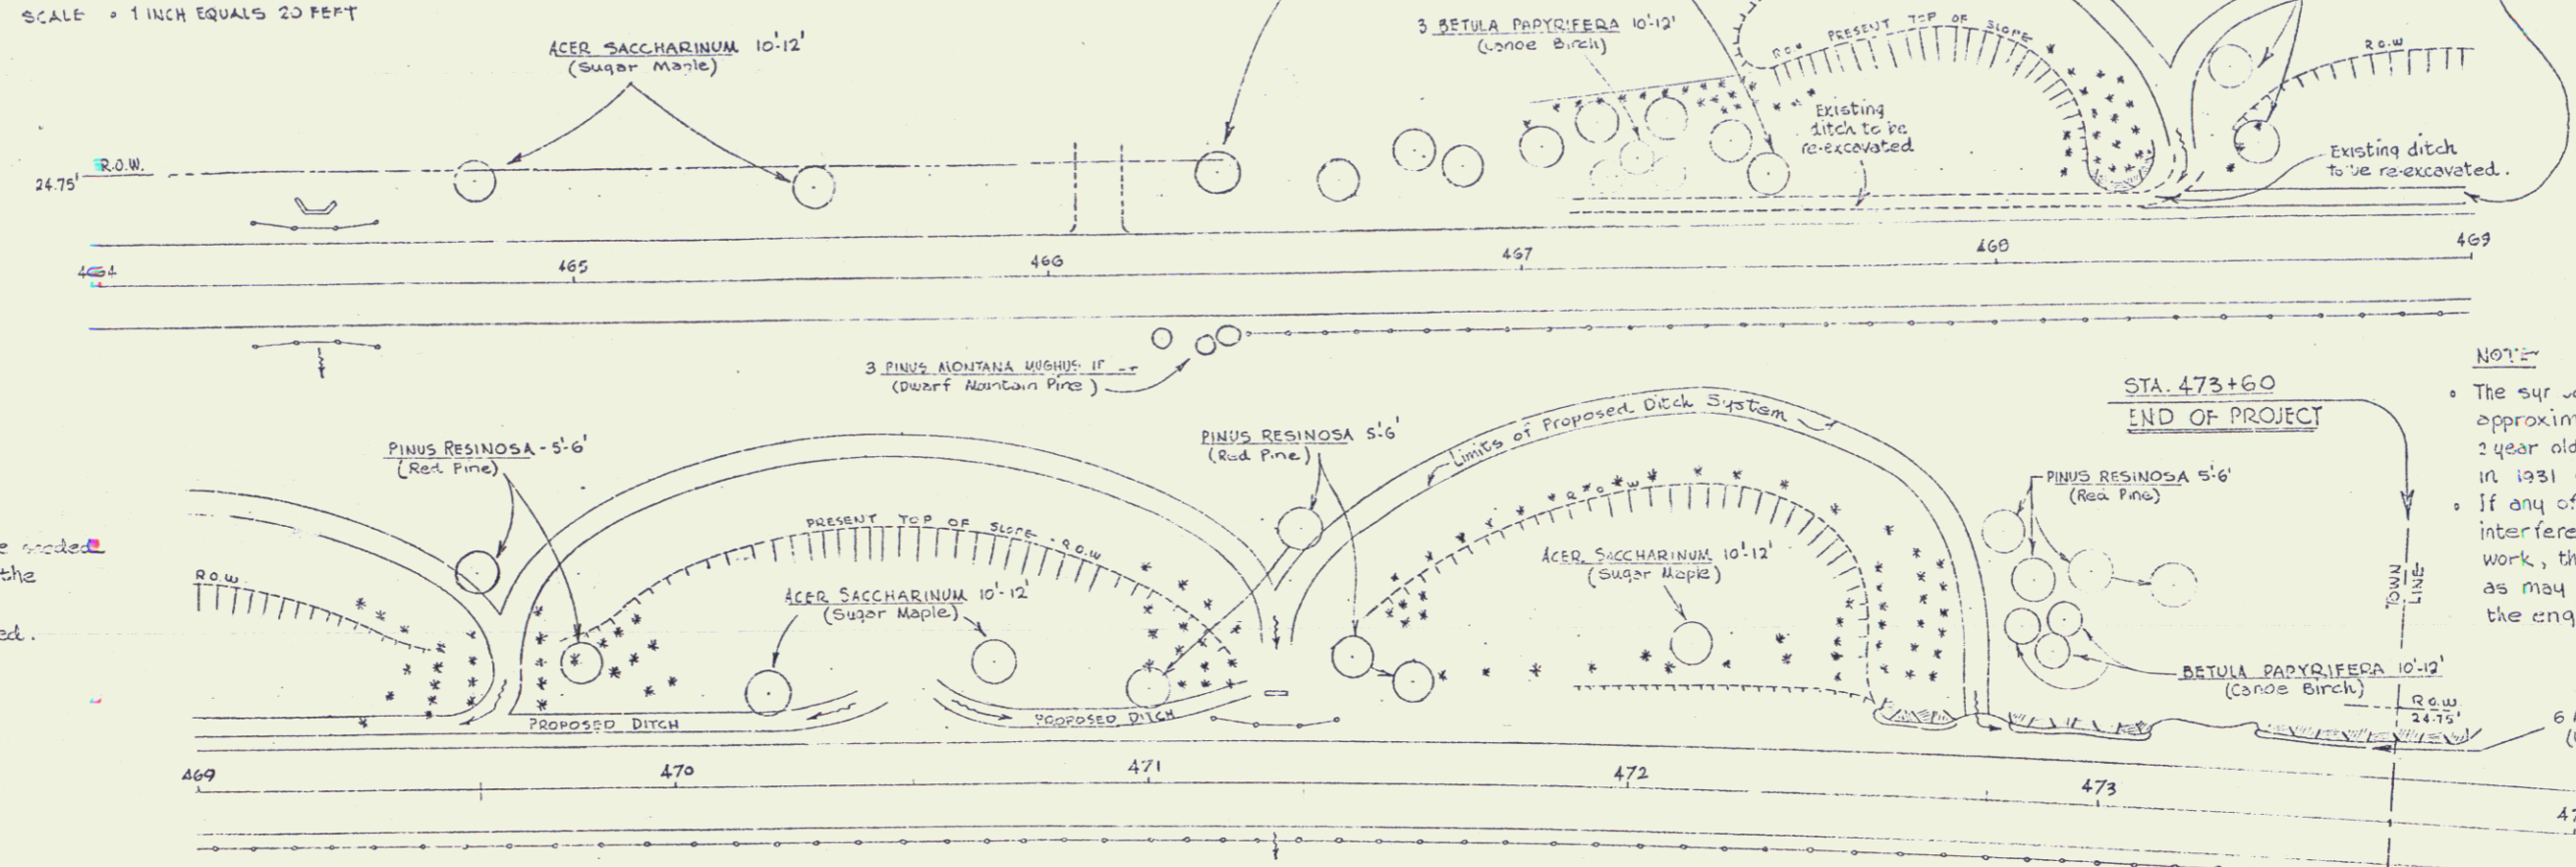 SCALE • 1 INCH EQUALS 20 FEET
ACER SACCHARINUM 10'-12'
(Sugar Maple)
3 BETULA PAPYRIFERA 10'-12'
(Canoe Birch)
R.O.W PRESENT TOP OF SLOPE
R.O.W
Existing
ditch to be
re-excavated
Existing ditch
to be re-excavated.
R.O.W.
24.75'
464
465
466
467
468
469
3 PINUS MONTANA MUGHUS
(Dwarf Mountain Pine)
STA. 473+60
END OF PROJECT
NOTE
• The
2 year old
in 1931
• If any of
work,
as may
the
PINUS RESINOSA - 5'-6'
(Red Pine)
PINUS RESINOSA 5'-6'
(Red Pine)
Limits of Proposed Ditch System
PINUS RESINOSA 5'-6'
(Red Pine)
seeded
the
R.O.W
PRESENT TOP OF SLOPE - R.O.W
R O W
ACER SACCHARINUM 10'-12'
(Sugar Maple)
ACER SACCHARINUM 10'-12'
(Sugar Maple)
TOWN
LINE
BETULA PAPYRIFERA 10'-12'
(Canoe Birch)
R.O.W.
24.75'
PROPOSED DITCH
PROPOSED DITCH
6
469
470
471
472
473